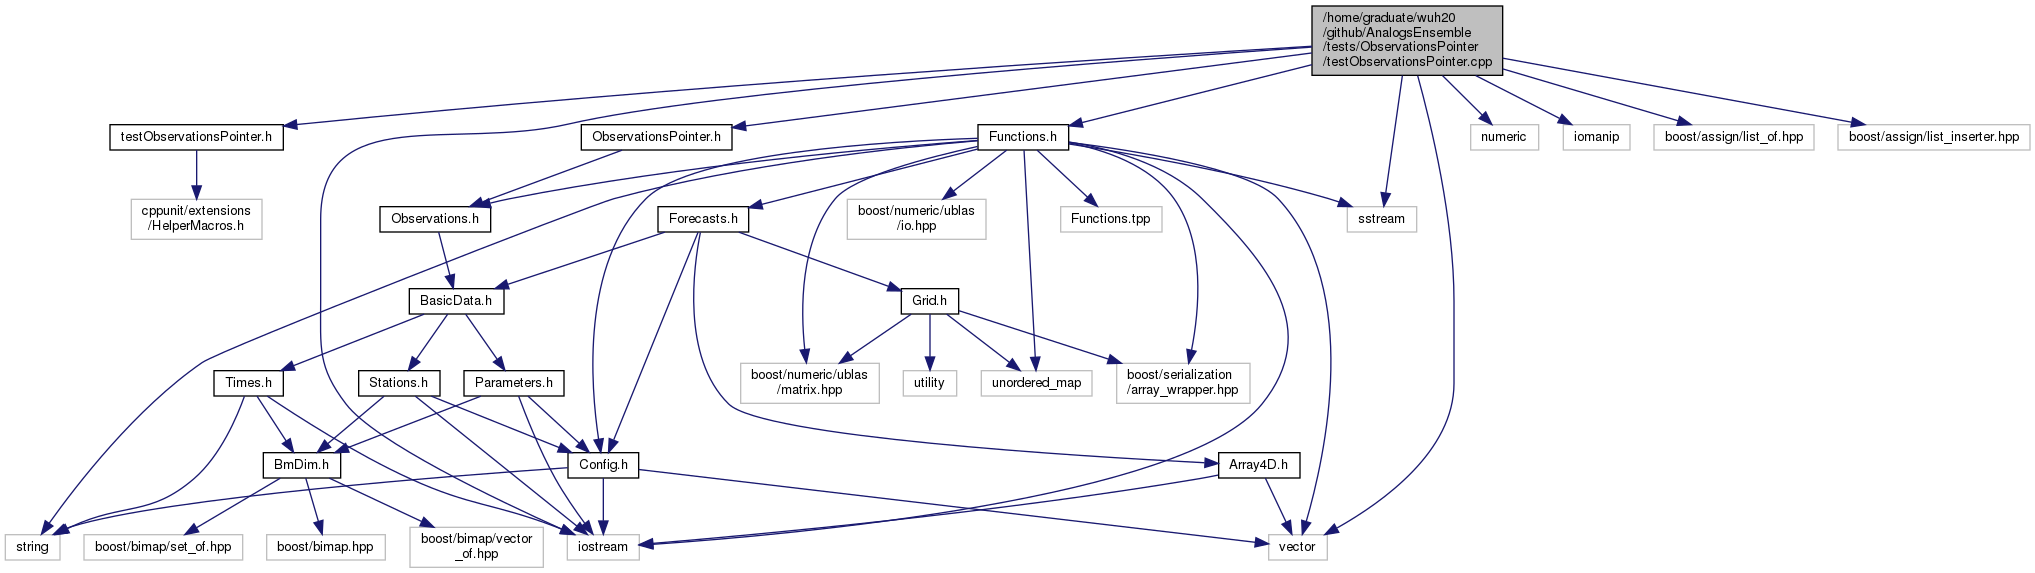 /home/graduate/wuh20
/github/AnalogsEnsemble
/tests/ObservationsPointer
/testObservationsPointer.cpp
testObservationsPointer.h
ObservationsPointer.h
Functions.h
numeric
iomanip
boost/assign/list_of.hpp
boost/assign/list_inserter.hpp
cppunit/extensions
/HelperMacros.h
Observations.h
Forecasts.h
boost/numeric/ublas
/io.hpp
Functions.tpp
sstream
BasicData.h
Grid.h
Times.h
Stations.h
Parameters.h
boost/numeric/ublas
/matrix.hpp
utility
unordered_map
boost/serialization
/array_wrapper.hpp
BmDim.h
Config.h
Array4D.h
string
boost/bimap/set_of.hpp
boost/bimap.hpp
boost/bimap/vector
_of.hpp
iostream
vector